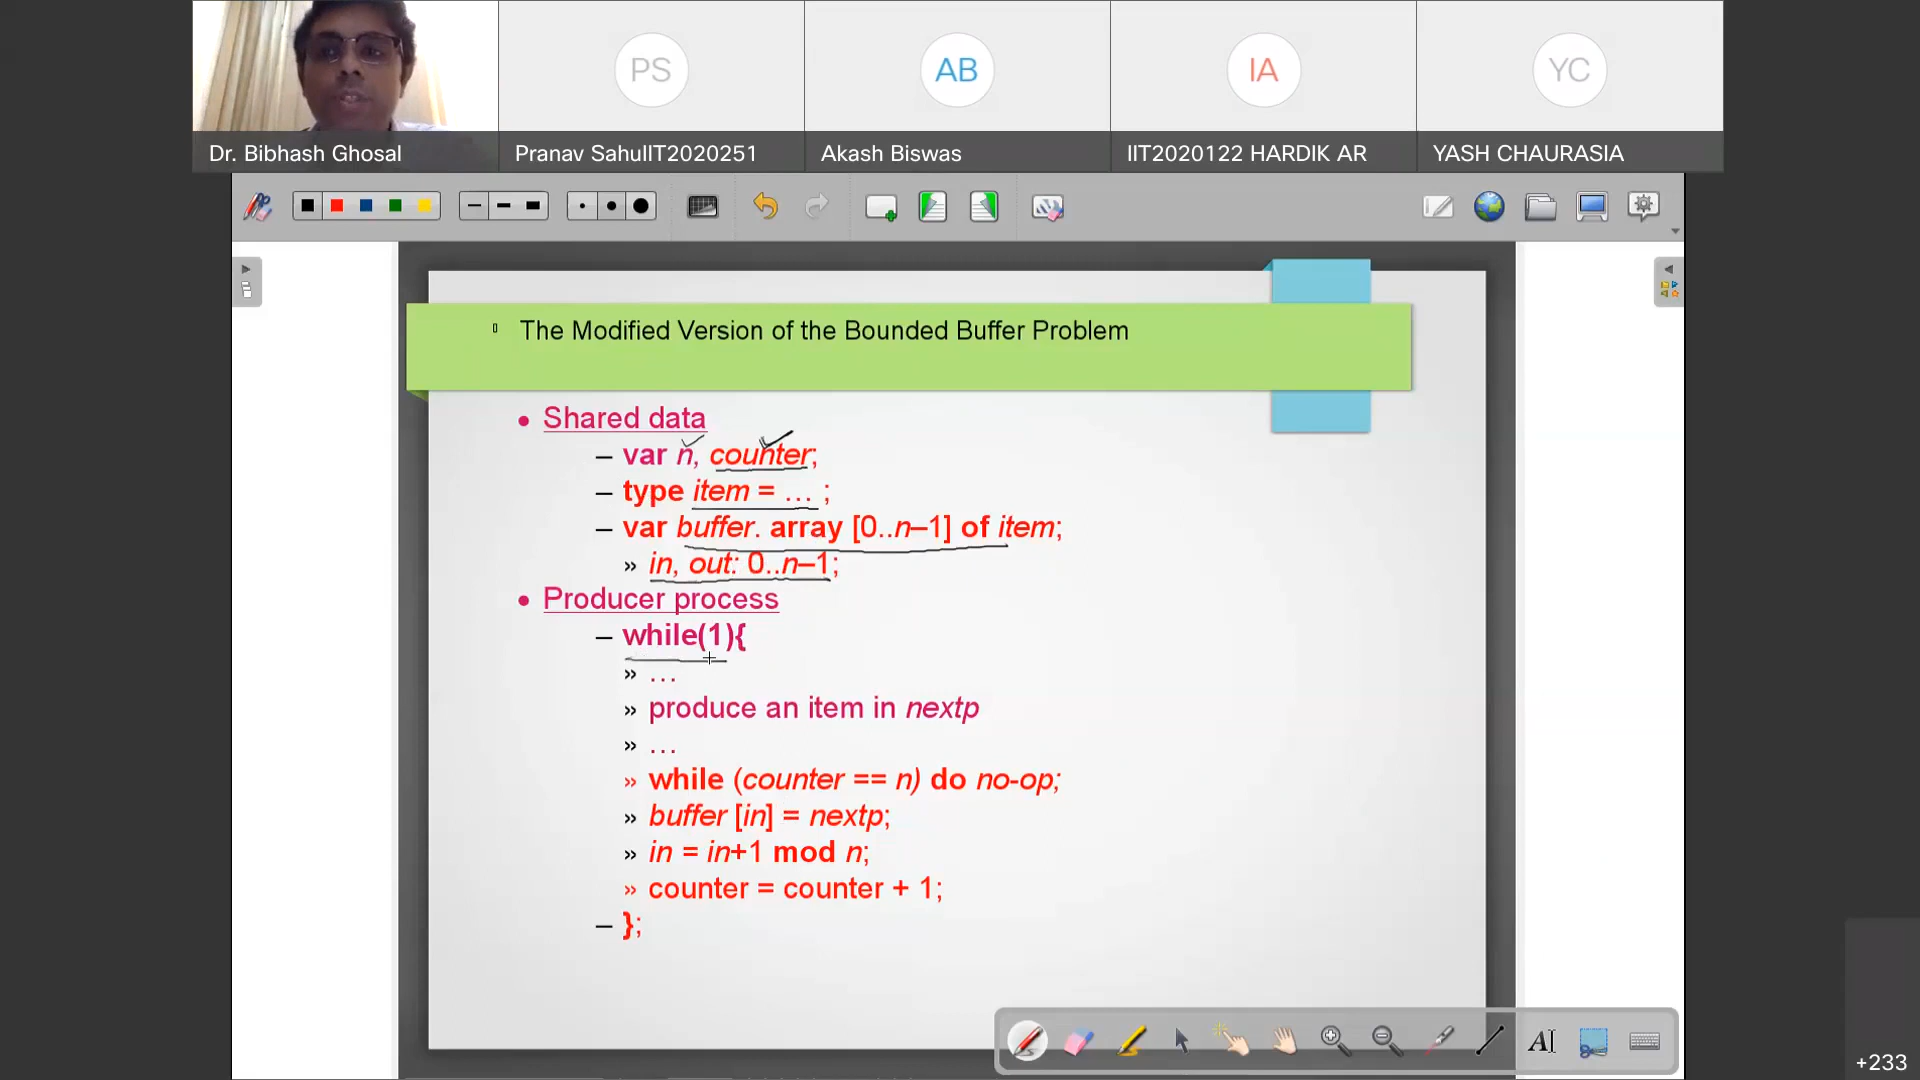 PS
AB
IA
YC
Dr. Bibhash Ghosal
Pranav SahuIIT2020251
Akash Biswas
IIT2020122 HARDIK AR
YASH CHAURASIA
The Modified Version of the Bounded Buffer Problem
• Shared data
– var n, counter;
– type item = … ;
– var buffer. array [0..n–1] of item;
» in, out: 0..n–1;
• Producer process
– while(1){
» …
» produce an item in nextp
» …
» while (counter == n) do no-op;
» buffer [in] = nextp;
» in = in+1 mod n;
» counter = counter + 1;
– };
AI
+233